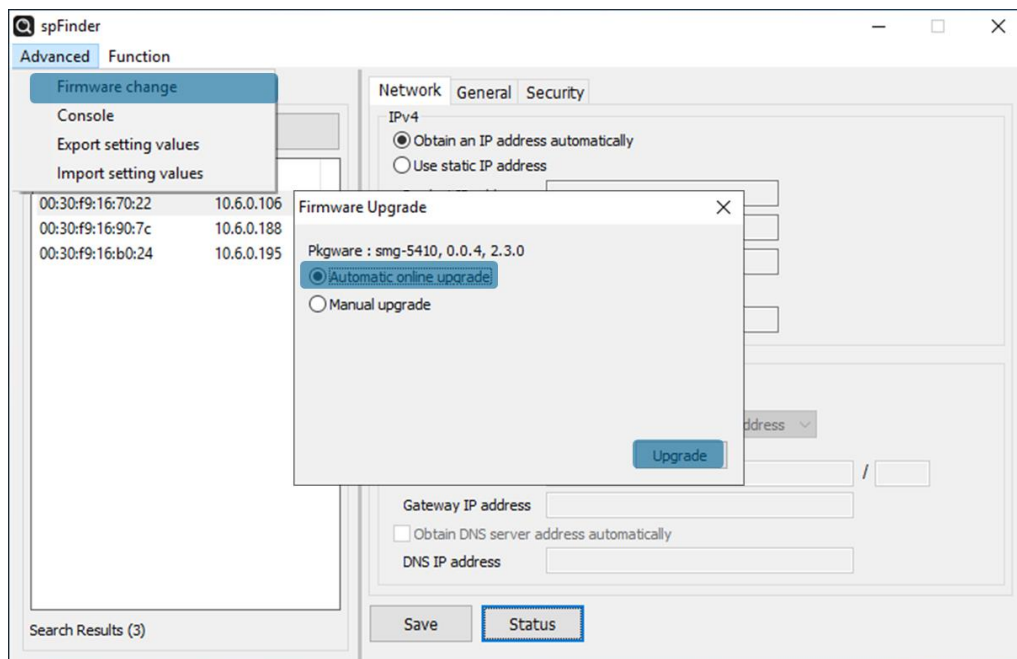 spFinder
Advanced Function
Firmware change
Console
Export setting values
Import setting values
00:30:f9:16:70:22 10.6.0.106
00:30:f9:16:90:7c 10.6.0.188
00:30:f9:16:b0:24 10.6.0.195
Search Results (3)
Network General Security
IPv4
Obtain an IP address automatically
Use static IP address
Firmware Upgrade
Pkgware : smg-5410, 0.0.4, 2.3.0
Automatic online upgrade
Manual upgrade
Upgrade
ddress
/
Gateway IP address
Obtain DNS server address automatically
DNS IP address
Save Status